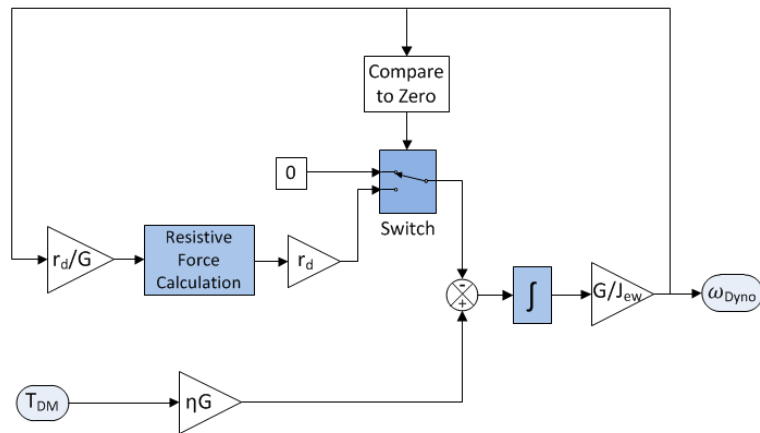 Compare
to Zero
0
Switch
r_d/G
Resistive
Force
Calculation
r_d
-
+
∫
G/J_ew
ω_Dyno
T_DM
ηG